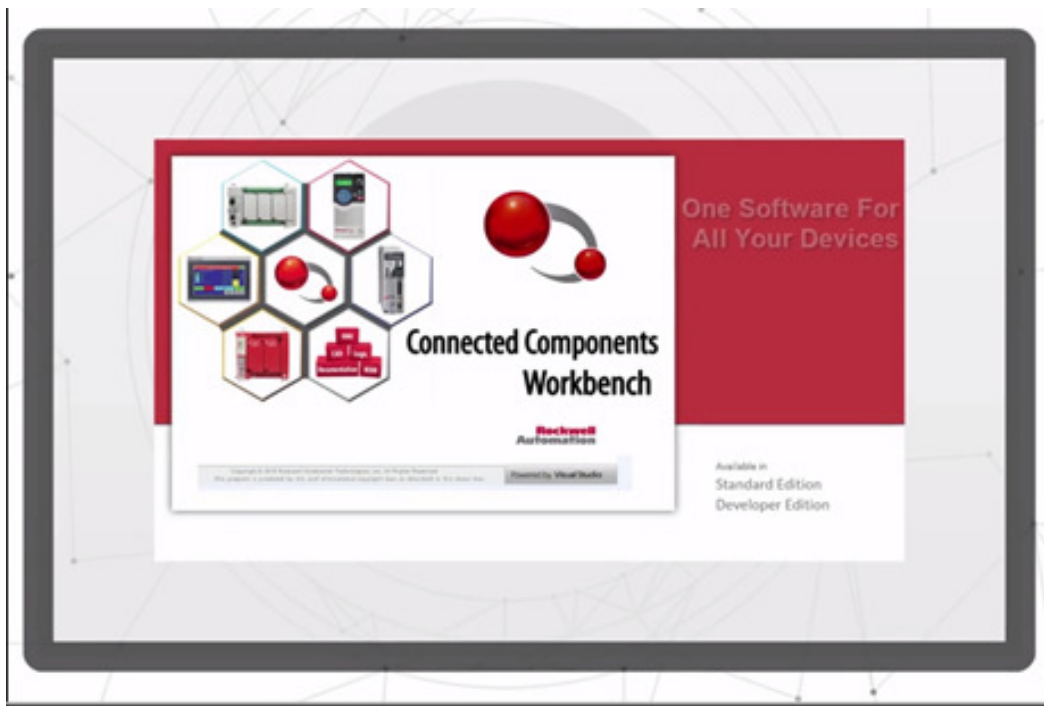 One Software For
All Your Devices
Connected Components
Workbench
Rockwell
Automation
Powered by Visual Studio
Available in
Standard Edition
Developer Edition